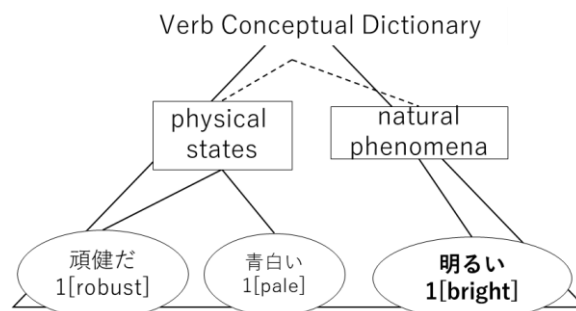 Verb Conceptual Dictionary
physical
states
natural
phenomena
頑健だ
1[robust]
青白い
1[pale]
明るい
1[bright]